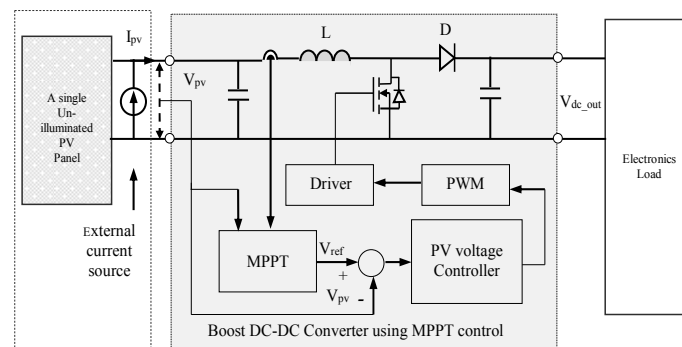 I_pv
L
D
V_pv
V_dc_out
A single
Un-
illuminated
PV
Panel
Electronics
Load
Driver
PWM
External
current
source
MPPT
V_ref
+
V_pv
-
PV voltage
Controller
Boost DC-DC Converter using MPPT control